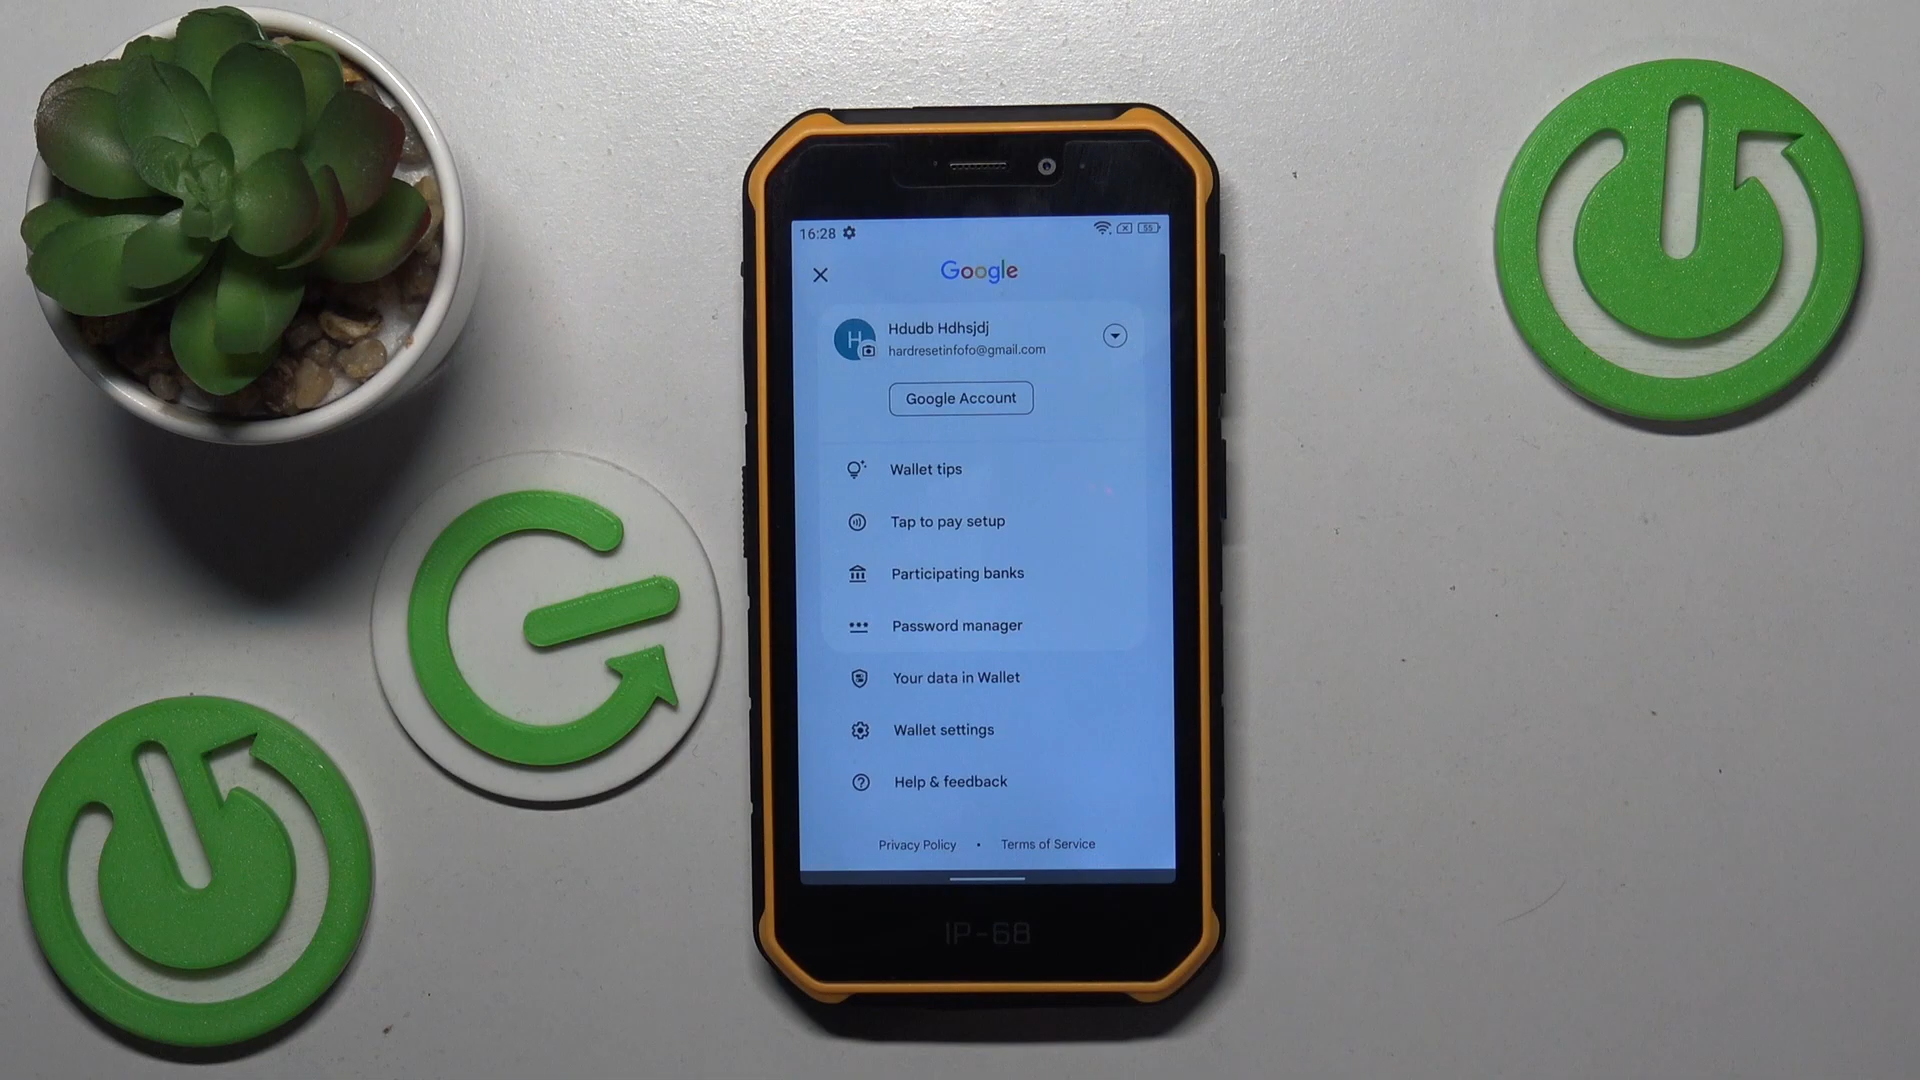 16:28
55
Google
Hdudb Hdhsjdj
H
hardresetinfofo@gmail.com
Google Account
Wallet tips
Tap to pay setup
Participating banks
Password manager
Your data in Wallet
Wallet settings
Help & feedback
Privacy Policy • Terms of Service
IP-68